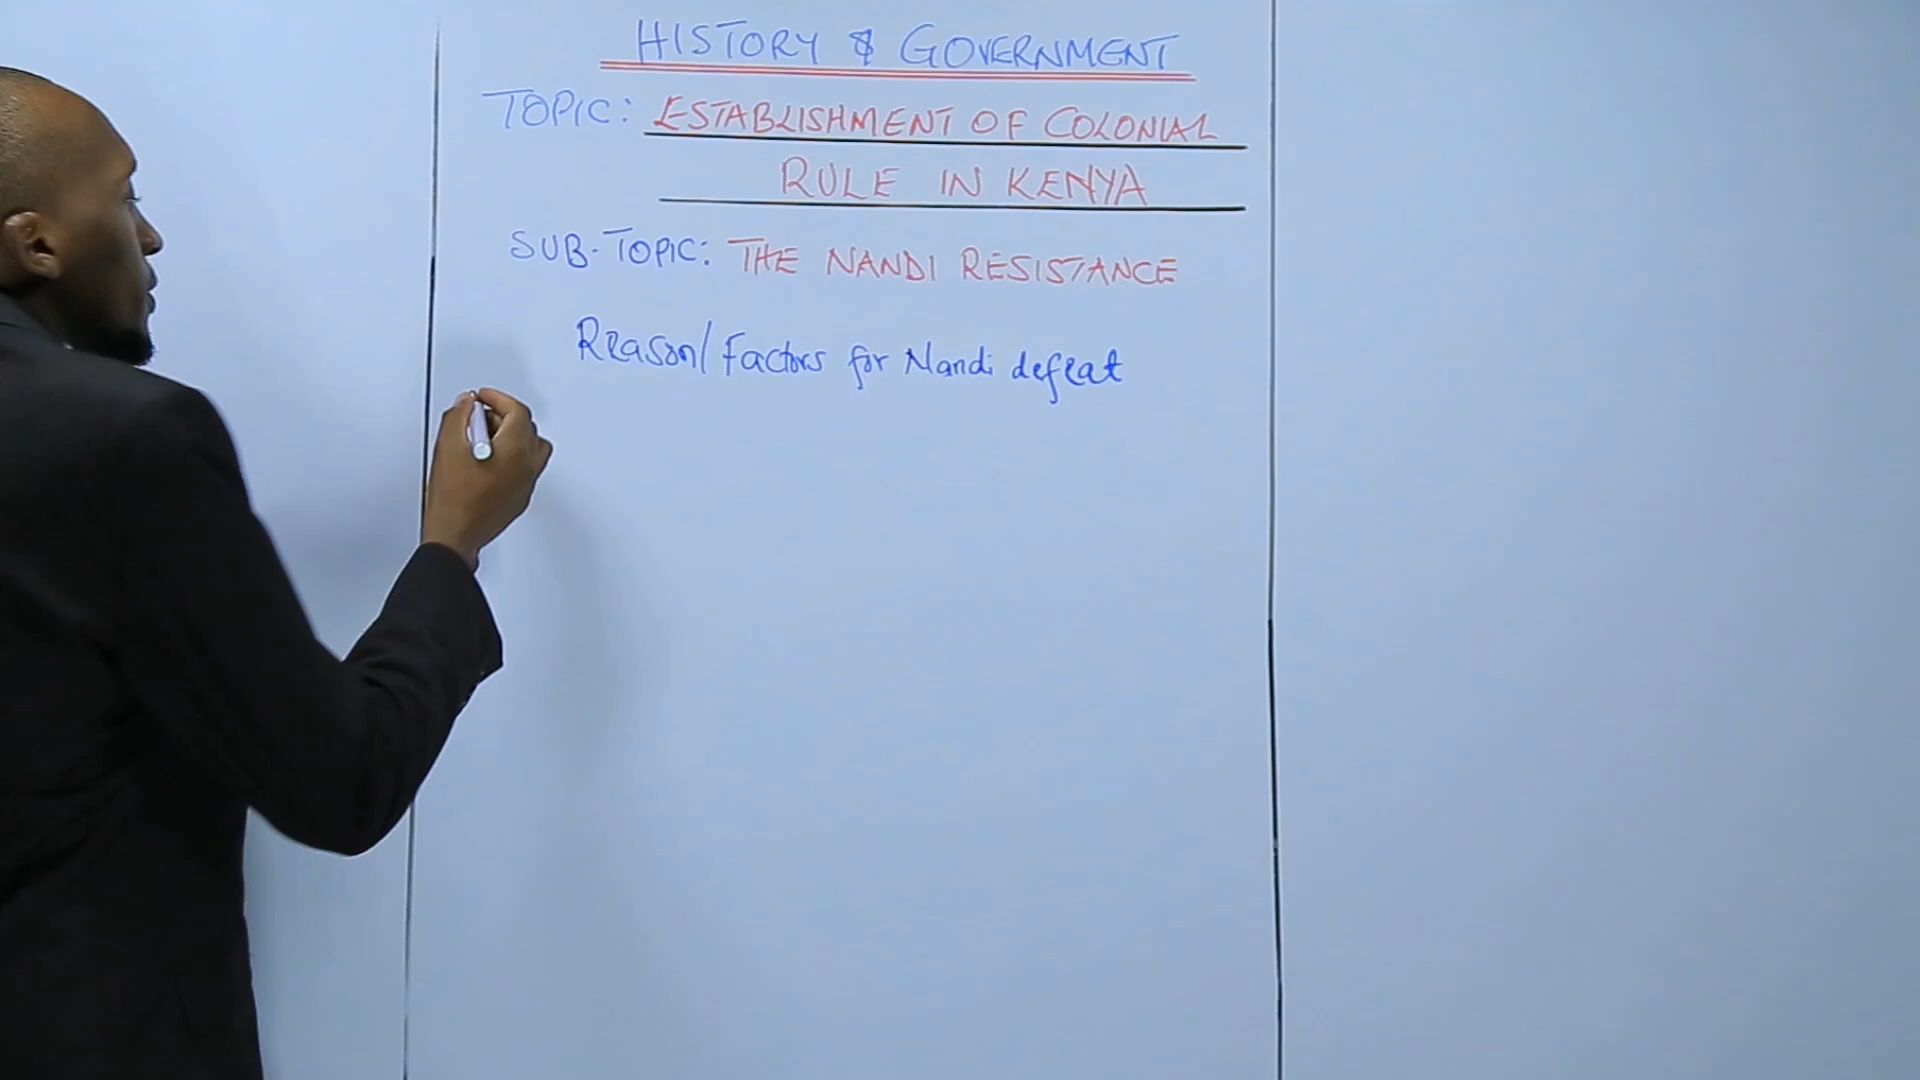 HISTORY & GOVERNMENT
TOPIC: ESTABLISHMENT OF COLONIAL
RULE IN KENYA
SUB-TOPIC: THE NANDI RESISTANCE
Reason/Factors for Nandi defeat